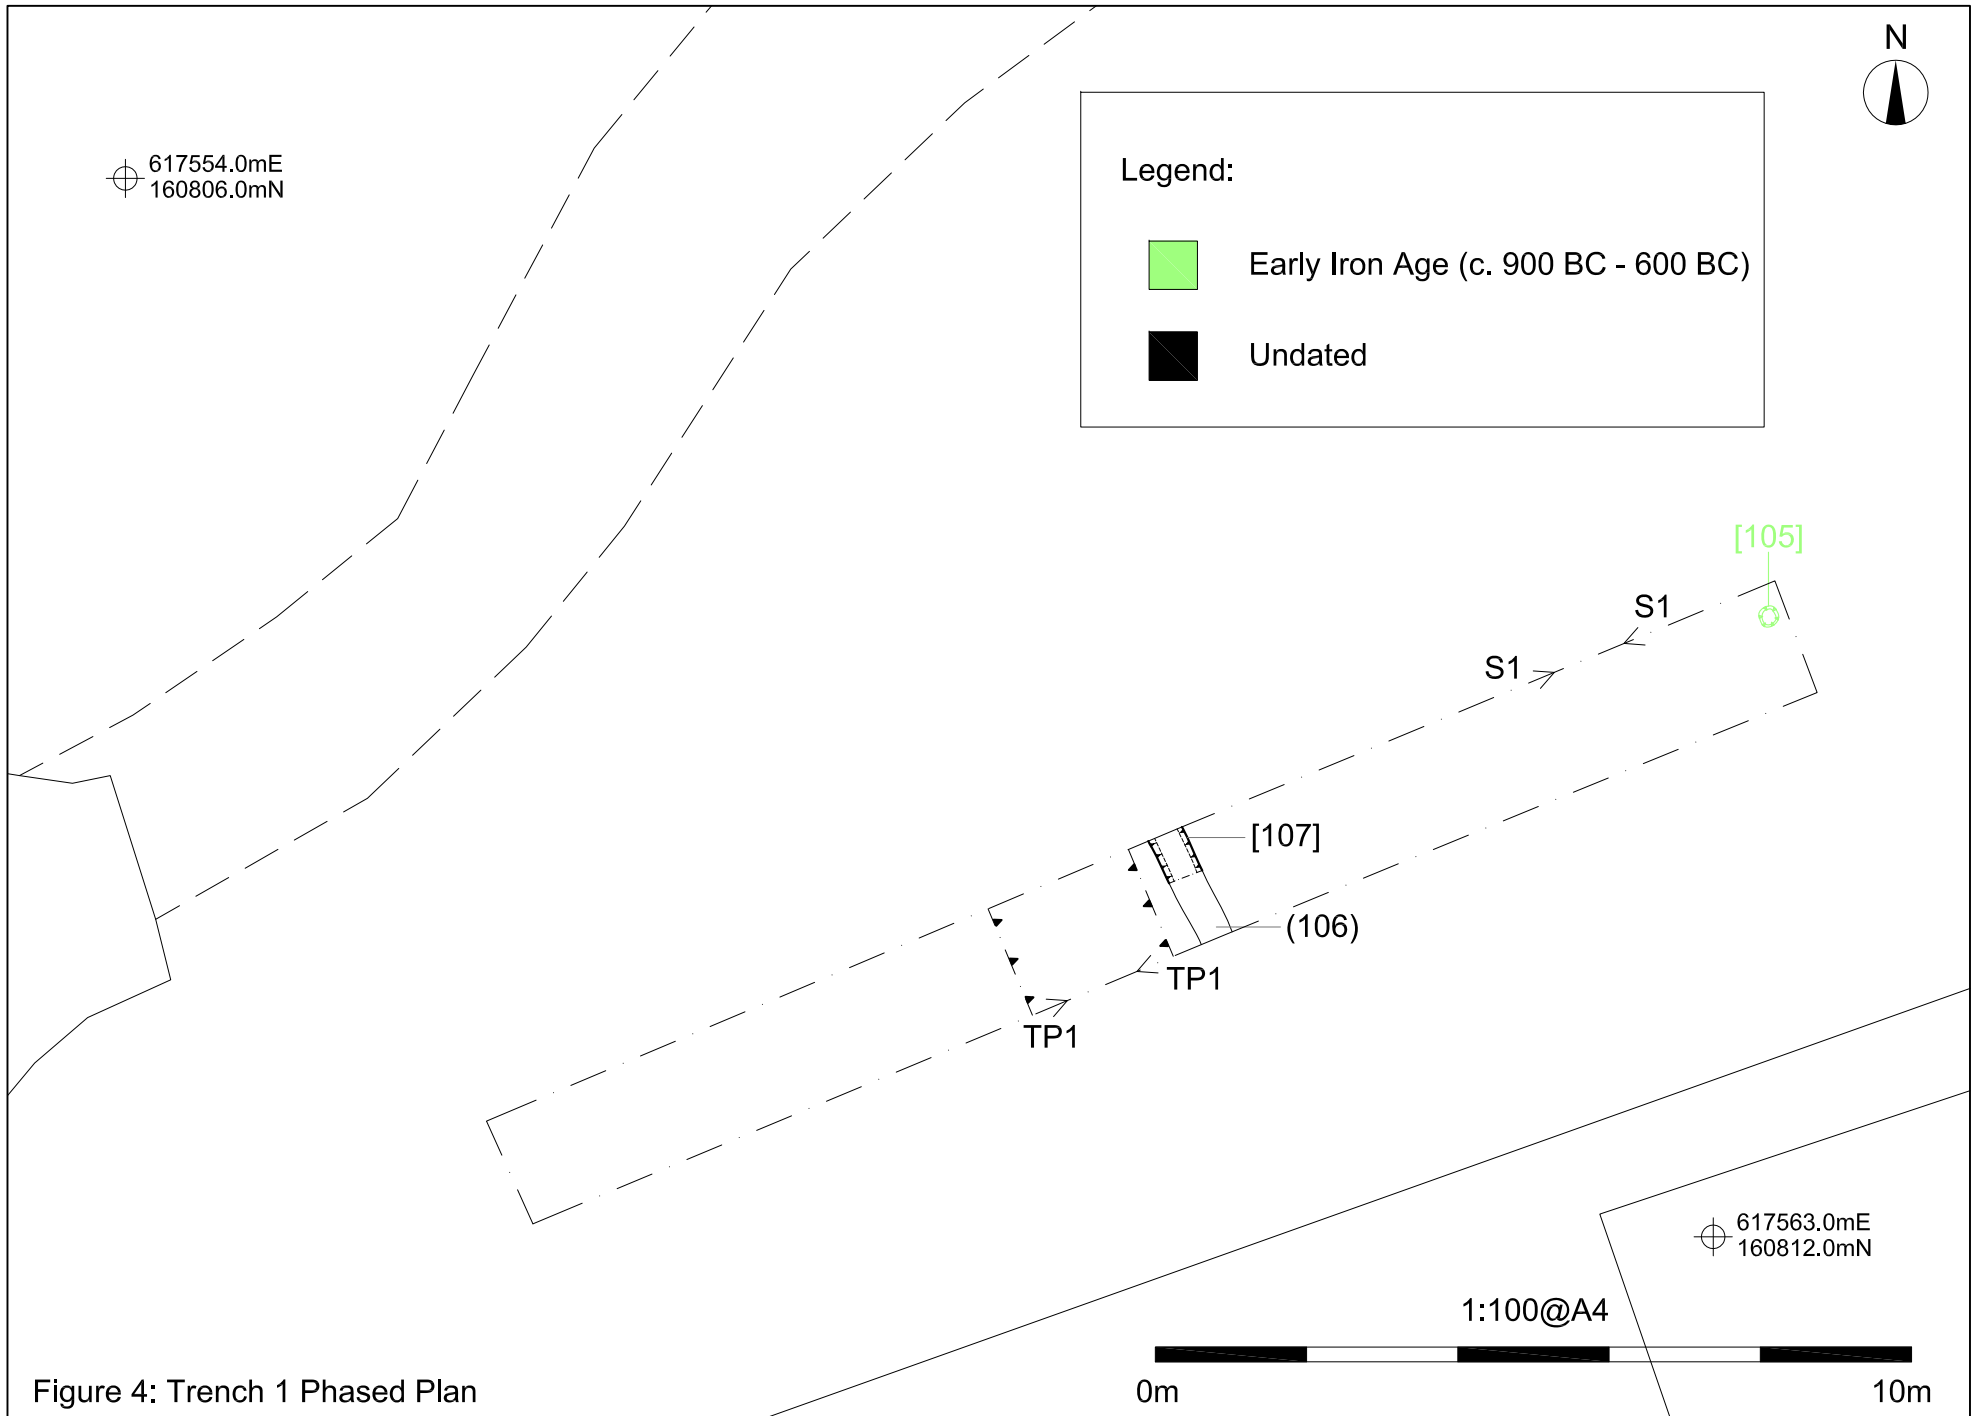 N
617554.0mE
160806.0mN
Legend:
Early Iron Age (c. 900 BC - 600 BC)
Undated
[105]
S1
S1
[107]
(106)
TP1
TP1
617563.0mE
160812.0mN
1:100@A4
0m
10m
Figure 4: Trench 1 Phased Plan